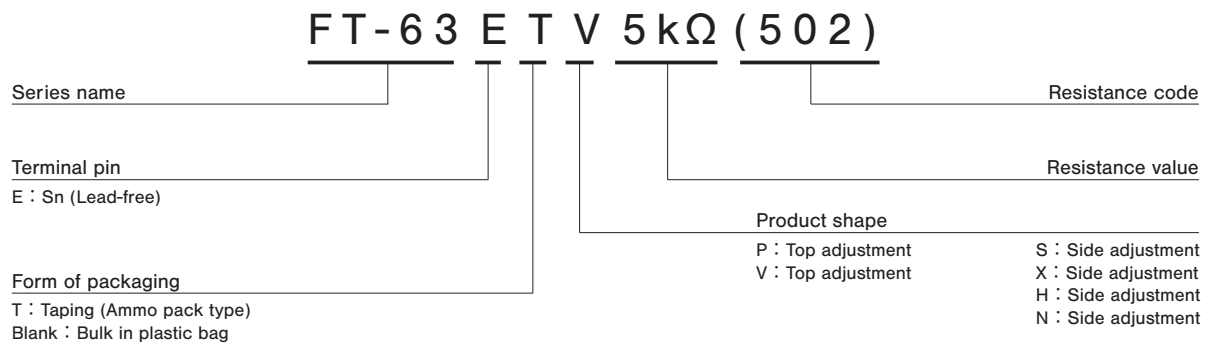 FT-63 E T V 5kΩ (502)
Series name
Resistance code
Terminal pin
E：Sn (Lead-free)
Resistance value
Product shape
P：Top adjustment
V：Top adjustment
S：Side adjustment
X：Side adjustment
H：Side adjustment
N：Side adjustment
Form of packaging
T：Taping (Ammo pack type)
Blank：Bulk in plastic bag